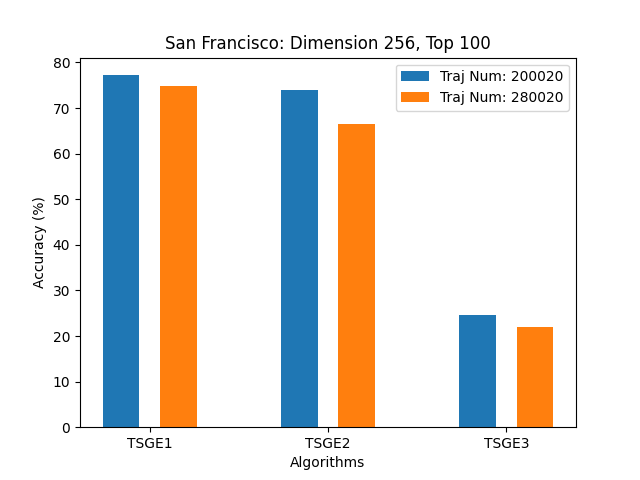 San Francisco: Dimension 256, Top 100
Traj Num: 200020
Traj Num: 280020
Accuracy (%)
80
70
60
50
40
30
20
10
0
TSGE1 TSGE2 TSGE3
Algorithms